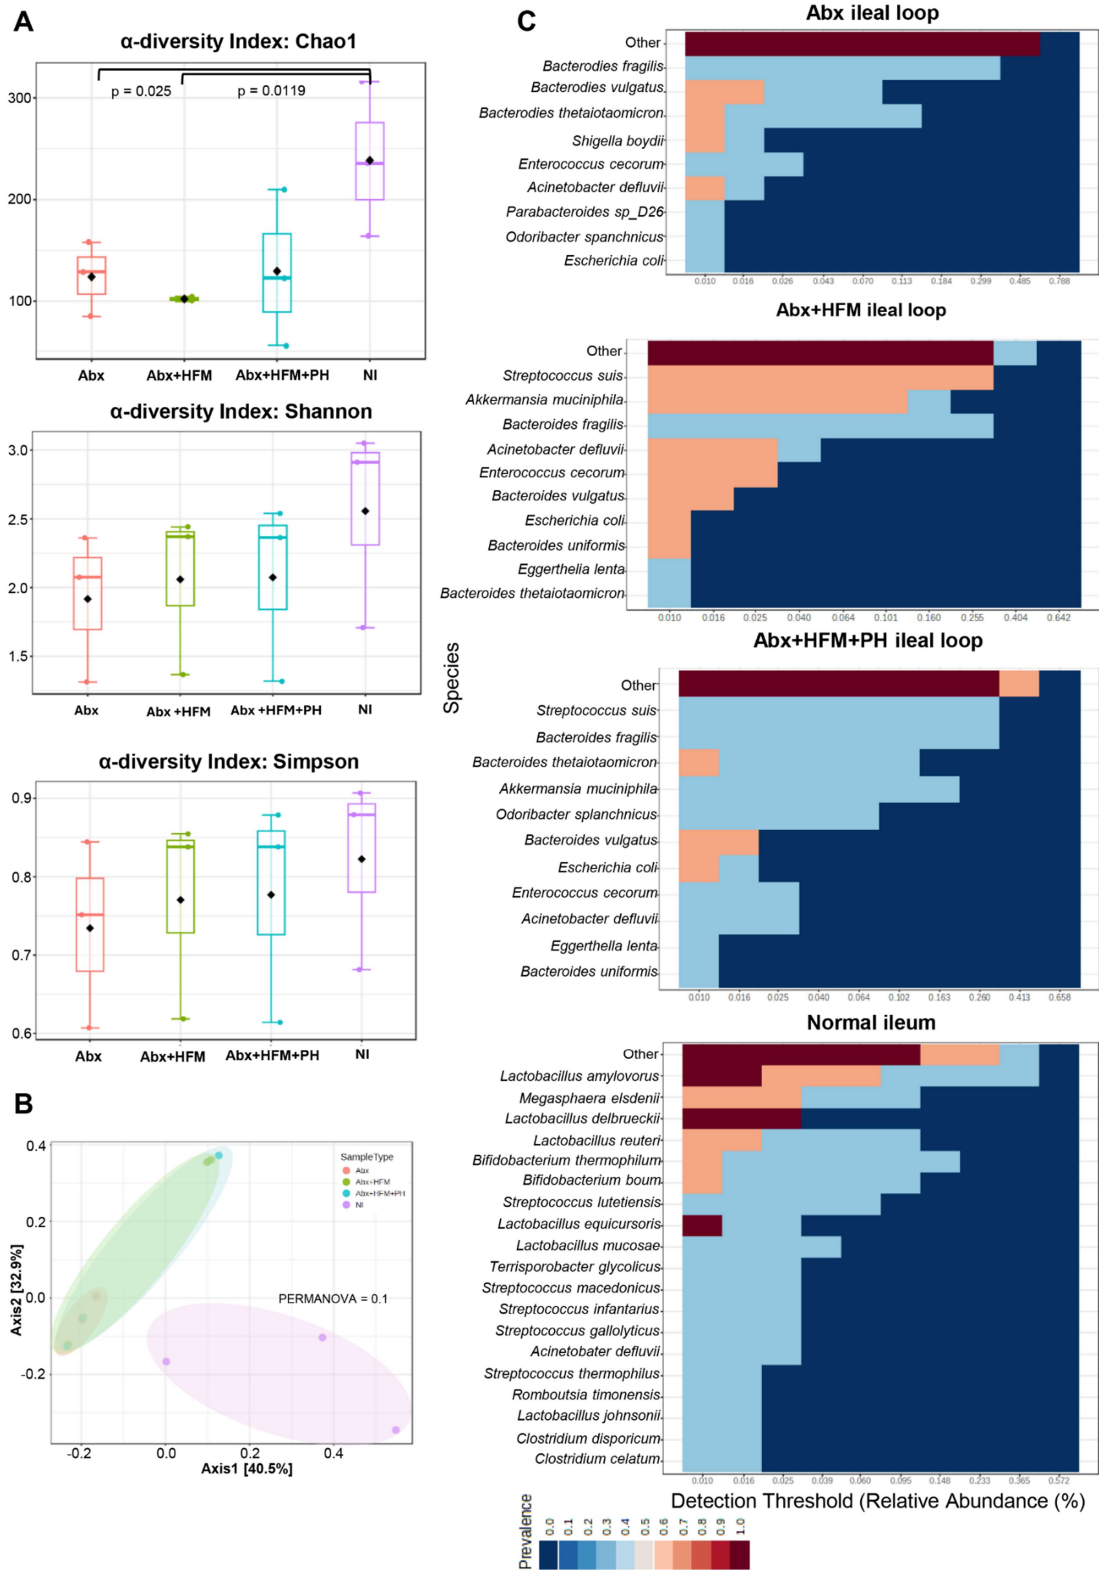 A
α-diversity Index: Chao1
p = 0.025
p = 0.0119
300
200
100
Abx
Abx+HFM
Abx+HFM+PH
NI
α-diversity Index: Shannon
3.0
2.5
2.0
1.5
Abx
Abx+HFM
Abx+HFM+PH
NI
α-diversity Index: Simpson
0.9
0.8
0.7
0.6
Abx
Abx+HFM
Abx+HFM+PH
NI
B
0.4
0.2
0.0
-0.2
Axis2 [32.9%]
SampleType
Abx
Abx+HFM
Abx+HFM+PH
NI
PERMANOVA = 0.1
-0.2
0.0
0.2
0.4
Axis1 [40.5%]
C
Species
Abx ileal loop
Other
Bacterodies fragilis
Bacterodies vulgatus
Bacterodies thetaiotaomicron
Shigella boydii
Enterococcus cecorum
Acinetobacter defluvii
Parabacteroides sp_D26
Odoribacter spanchnicus
Escherichia coli
0.010 0.016 0.028 0.043 0.070 0.113 0.184 0.299 0.485 0.788
Abx+HFM ileal loop
Other
Streptococcus suis
Akkermansia muciniphila
Bacteroides fragilis
Acinetobacter defluvii
Enterococcus cecorum
Bacteroides vulgatus
Escherichia coli
Bacteroides uniformis
Eggerthelia lenta
Bacteroides thetaiotaomicron
0.010 0.016 0.025 0.040 0.064 0.101 0.160 0.255 0.404 0.642
Abx+HFM+PH ileal loop
Other
Streptococcus suis
Bacteroides fragilis
Bacteroides thetaiotaomicron
Akkermansia muciniphila
Odoribacter splanchnicus
Bacteroides vulgatus
Escherichia coli
Enterococcus cecorum
Acinetobacter defluvii
Eggerthella lenta
Bacteroides uniformis
0.010 0.016 0.025 0.040 0.064 0.102 0.163 0.260 0.413 0.658
Normal ileum
Other
Lactobacillus amylovorus
Megasphaera elsdenii
Lactobacillus delbrueckii
Lactobacillus reuteri
Bifidobacterium thermophilum
Bifidobacterium boum
Streptococcus lutetiensis
Lactobacillus equicursoris
Lactobacillus mucosae
Terrisporobacter glycolicus
Streptococcus macedonicus
Streptococcus infantarius
Streptococcus gallolyticus
Acinetobater defluvii
Streptococcus thermophilus
Romboutsia timonensis
Lactobacillus johnsonii
Clostridium disporicum
Clostridium celatum
0.010 0.016 0.025 0.039 0.060 0.095 0.148 0.233 0.365 0.572
Detection Threshold (Relative Abundance (%)
Prevalence
0.0 0.1 0.2 0.3 0.4 0.5 0.6 0.7 0.8 0.9 1.0